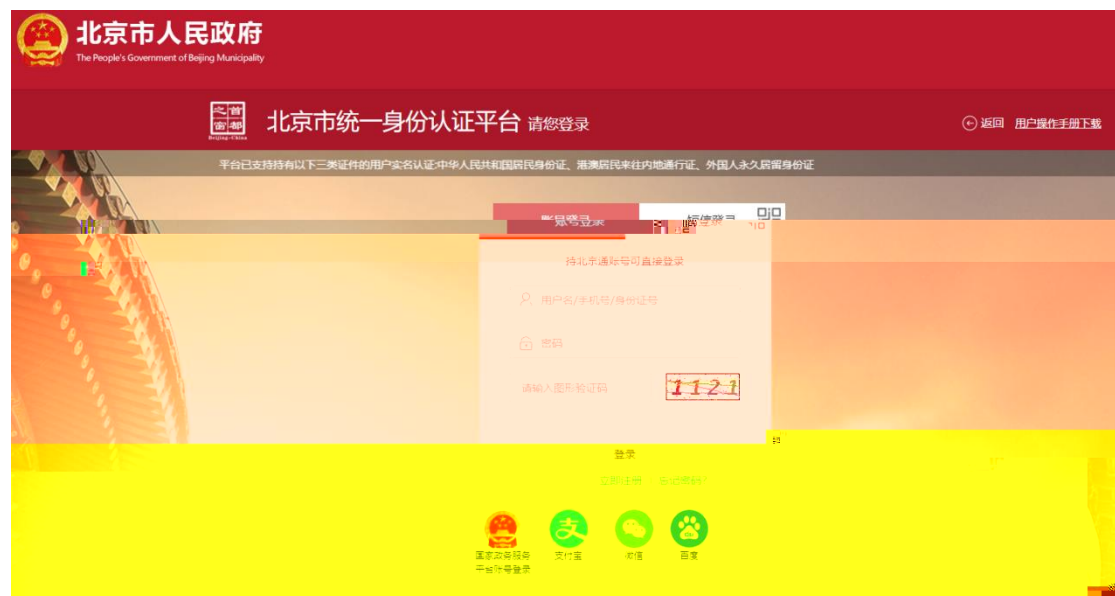 北京市人民政府
The People's Government of Beijing Municipality
之首
窗都
Beijing-China
北京市统一身份认证平台 请您登录
返回 用户操作手册下载
平台已支持持有以下三类证件的用户实名认证:中华人民共和国居民身份证、港澳居民来往内地通行证、外国人永久居留身份证
账号登录 短信登录
持北京通账号可直接登录
用户名/手机号/身份证号
密码
请输入图形验证码 1121
登录
立即注册 忘记密码?
国家政务服务
平台账号登录
支付宝
微信
百度